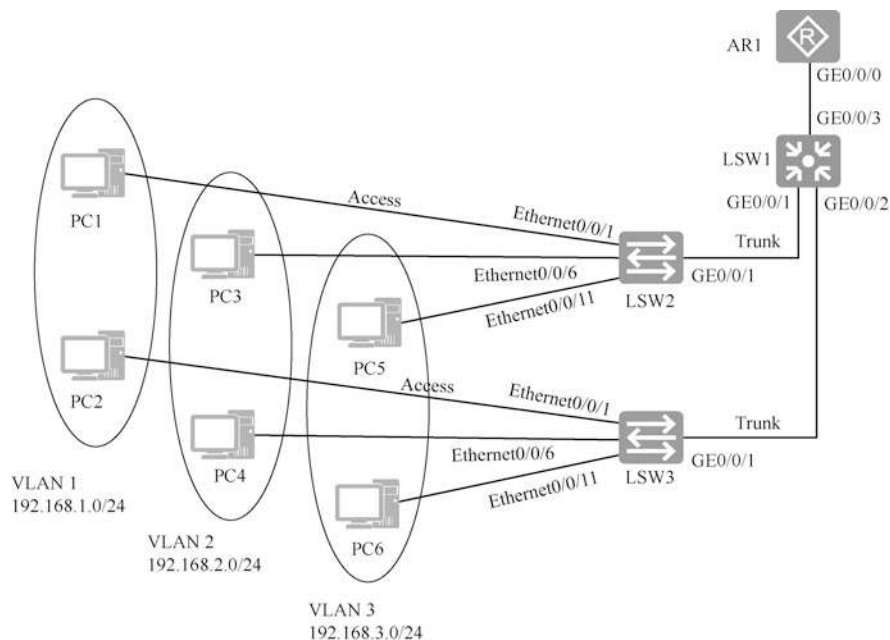 AR1
R
GE0/0/0
GE0/0/3
LSW1
GE0/0/1
GE0/0/2
Access
Ethernet0/0/1
PC1
Trunk
PC3
Ethernet0/0/6
GE0/0/1
Ethernet0/0/11
LSW2
PC5
PC2
Access
Ethernet0/0/1
Trunk
PC4
Ethernet0/0/6
GE0/0/1
Ethernet0/0/11
LSW3
VLAN 1
192.168.1.0/24
PC6
VLAN 2
192.168.2.0/24
VLAN 3
192.168.3.0/24